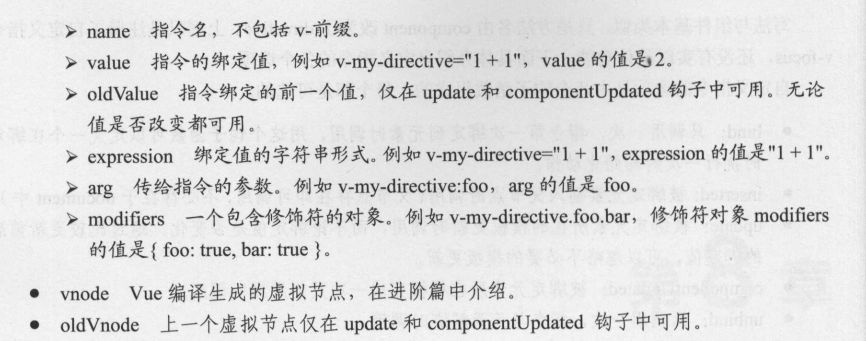 ➤ name 指令名，不包括 v-前缀。
➤ value 指令的绑定值，例如 v-my-directive="1 + 1"，value 的值是2。
➤ oldValue 指令绑定的前一个值，仅在 update 和 componentUpdated 钩子中可用。无论
值是否改变都可用。
➤ expression 绑定值的字符串形式。例如 v-my-directive="1 + 1"，expression 的值是"1 + 1"。
➤ arg 传给指令的参数。例如 v-my-directive:foo，arg 的值是 foo。
➤ modifiers 一个包含修饰符的对象。例如 v-my-directive.foo.bar，修饰符对象 modifiers
的值是{ foo: true, bar: true }。
● vnode Vue 编译生成的虚拟节点，在进阶篇中介绍。
● oldVnode 上一个虚拟节点仅在 update 和 componentUpdated 钩子中可用。